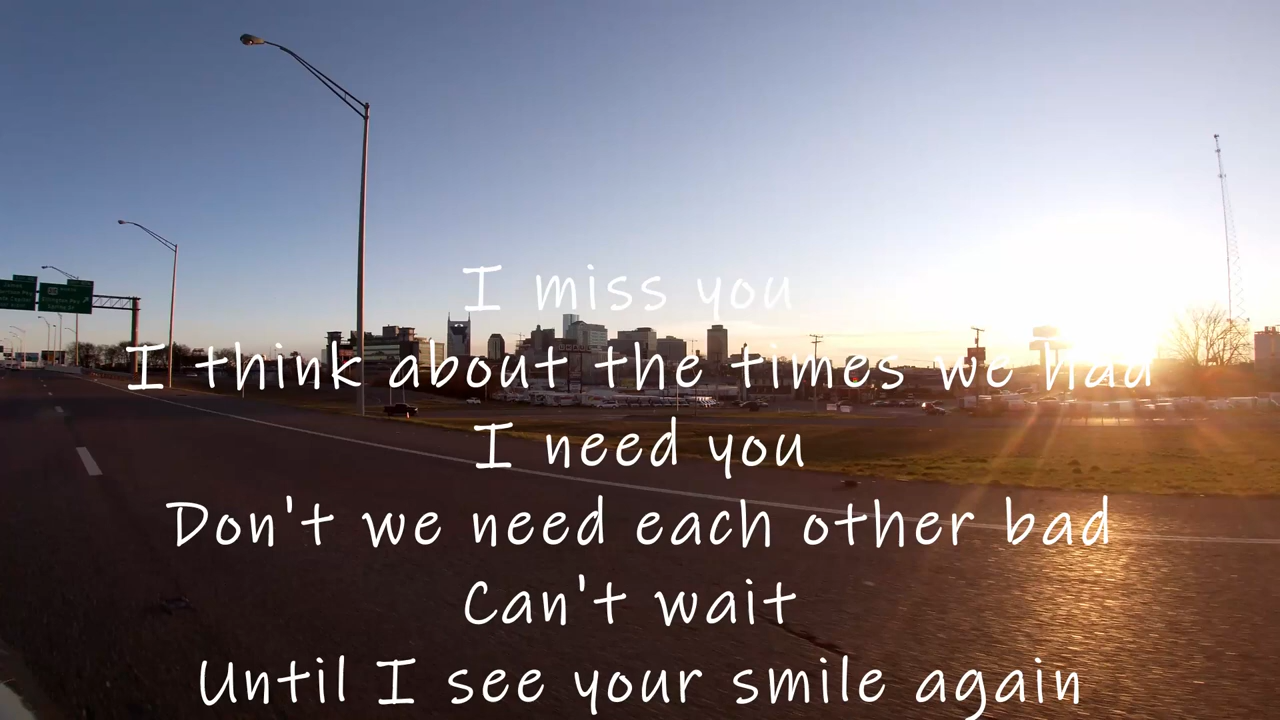 I miss you
I think about the times we had
I need you
Don't we need each other bad
Can't wait
Until I see your smile again